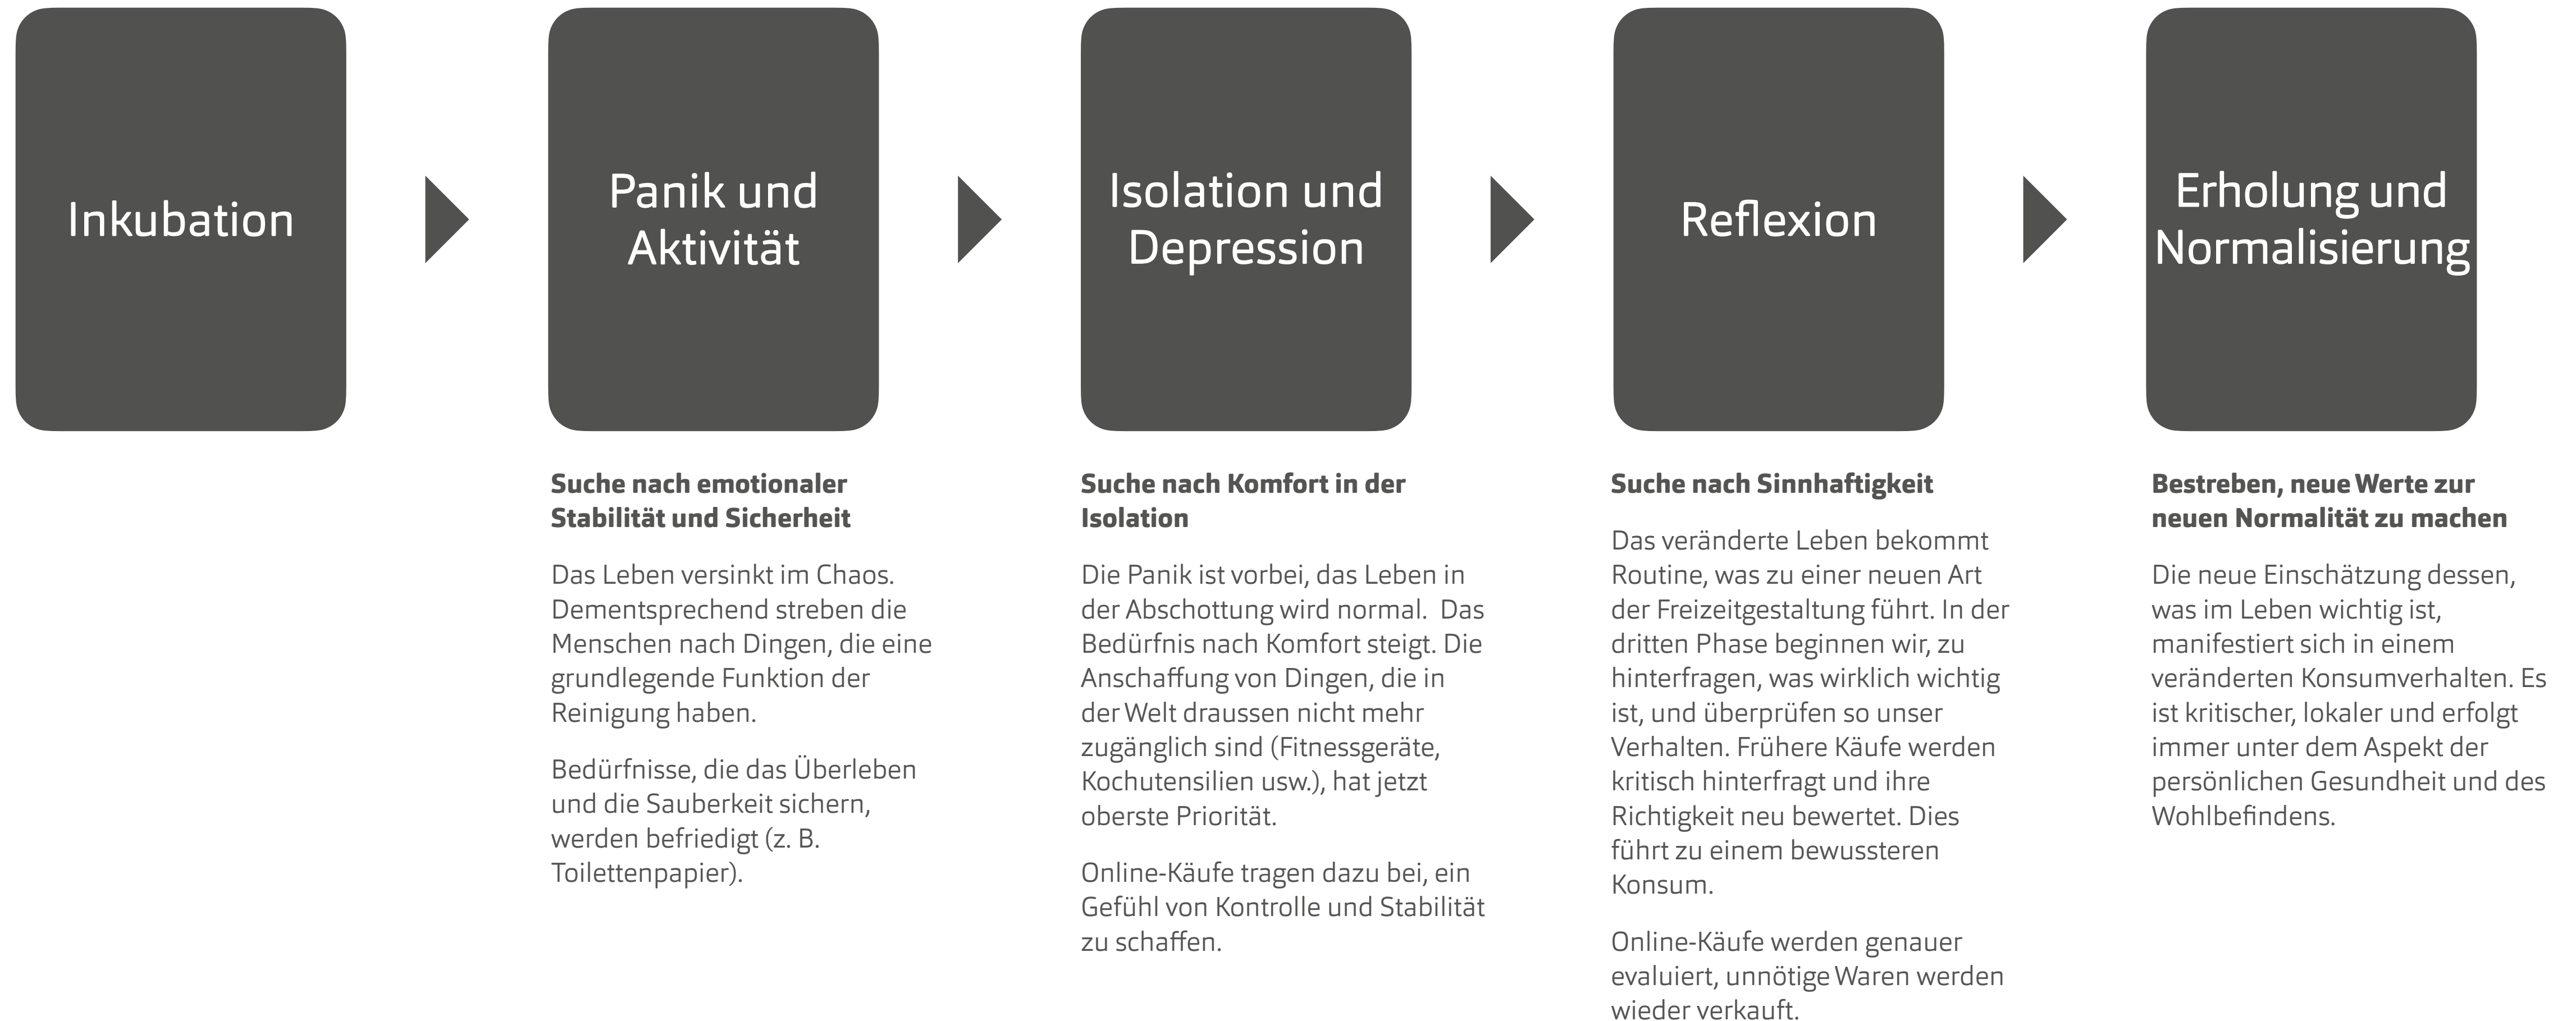 Inkubation
Panik und
Aktivität
Isolation und
Depression
Reflexion
Erholung und
Normalisierung
Suche nach emotionaler
Stabilität und Sicherheit
Das Leben versinkt im Chaos.
Dementsprechend streben die
Menschen nach Dingen, die eine
grundlegende Funktion der
Reinigung haben.
Bedürfnisse, die das Überleben
und die Sauberkeit sichern,
werden befriedigt (z. B.
Toilettenpapier).
Suche nach Komfort in der
Isolation
Die Panik ist vorbei, das Leben in
der Abschottung wird normal.  Das
Bedürfnis nach Komfort steigt. Die
Anschaffung von Dingen, die in
der Welt draussen nicht mehr
zugänglich sind (Fitnessgeräte,
Kochutensilien usw.), hat jetzt
oberste Priorität.
Online-Käufe tragen dazu bei, ein
Gefühl von Kontrolle und Stabilität
zu schaffen.
Suche nach Sinnhaftigkeit
Das veränderte Leben bekommt
Routine, was zu einer neuen Art
der Freizeitgestaltung führt. In der
dritten Phase beginnen wir, zu
hinterfragen, was wirklich wichtig
ist, und überprüfen so unser
Verhalten. Frühere Käufe werden
kritisch hinterfragt und ihre
Richtigkeit neu bewertet. Dies
führt zu einem bewussteren
Konsum.
Online-Käufe werden genauer
evaluiert, unnötige Waren werden
wieder verkauft.
Bestreben, neue Werte zur
neuen Normalität zu machen
Die neue Einschätzung dessen,
was im Leben wichtig ist,
manifestiert sich in einem
veränderten Konsumverhalten. Es
ist kritischer, lokaler und erfolgt
immer unter dem Aspekt der
persönlichen Gesundheit und des
Wohlbefindens.